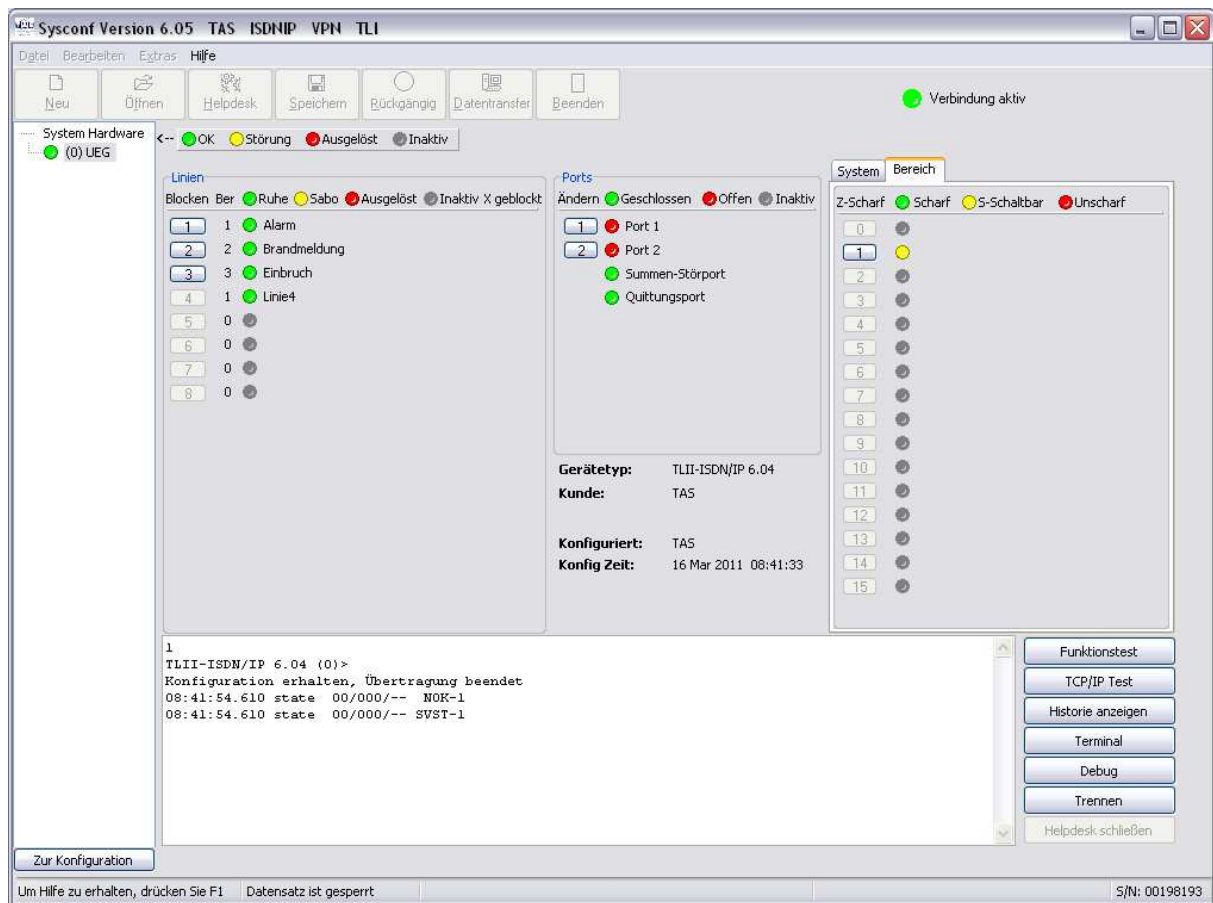 Sysconf Version 6.05 TAS ISDNIP VPN TLI
Datei Bearbeiten Extras Hilfe
Neu Öffnen Helpdesk Speichern Rückgängig Datentransfer Beenden
Verbindung aktiv
System Hardware
(0) UEG
<-- OK Störung Ausgelöst Inaktiv
Linien
Blocken Ber Ruhe Sabo Ausgelöst Inaktiv X geblockt
1 1 Alarm
2 2 Brandmeldung
3 3 Einbruch
4 1 Linie4
5 0
6 0
7 0
8 0
Ports
Ändern Geschlossen Offen Inaktiv
1 Port 1
2 Port 2
Summen-Störport
Quittungsport
Gerätetyp: TLII-ISDN/IP 6.04
Kunde: TAS
Konfiguriert: TAS
Konfig Zeit: 16 Mar 2011 08:41:33
System Bereich
Z-Scharf Scharf S-Schaltbar Unscharf
0
1
2
3
4
5
6
7
8
9
10
11
12
13
14
15
l
TLII-ISDN/IP 6.04 (0)>
Konfiguration erhalten, Übertragung beendet
08:41:54.610 state 00/000/-- NOK-1
08:41:54.610 state 00/000/-- SVST-1
Funktionstest
TCP/IP Test
Historie anzeigen
Terminal
Debug
Trennen
Helpdesk schließen
Zur Konfiguration
Um Hilfe zu erhalten, drücken Sie F1 Datensatz ist gesperrt S/N: 00198193